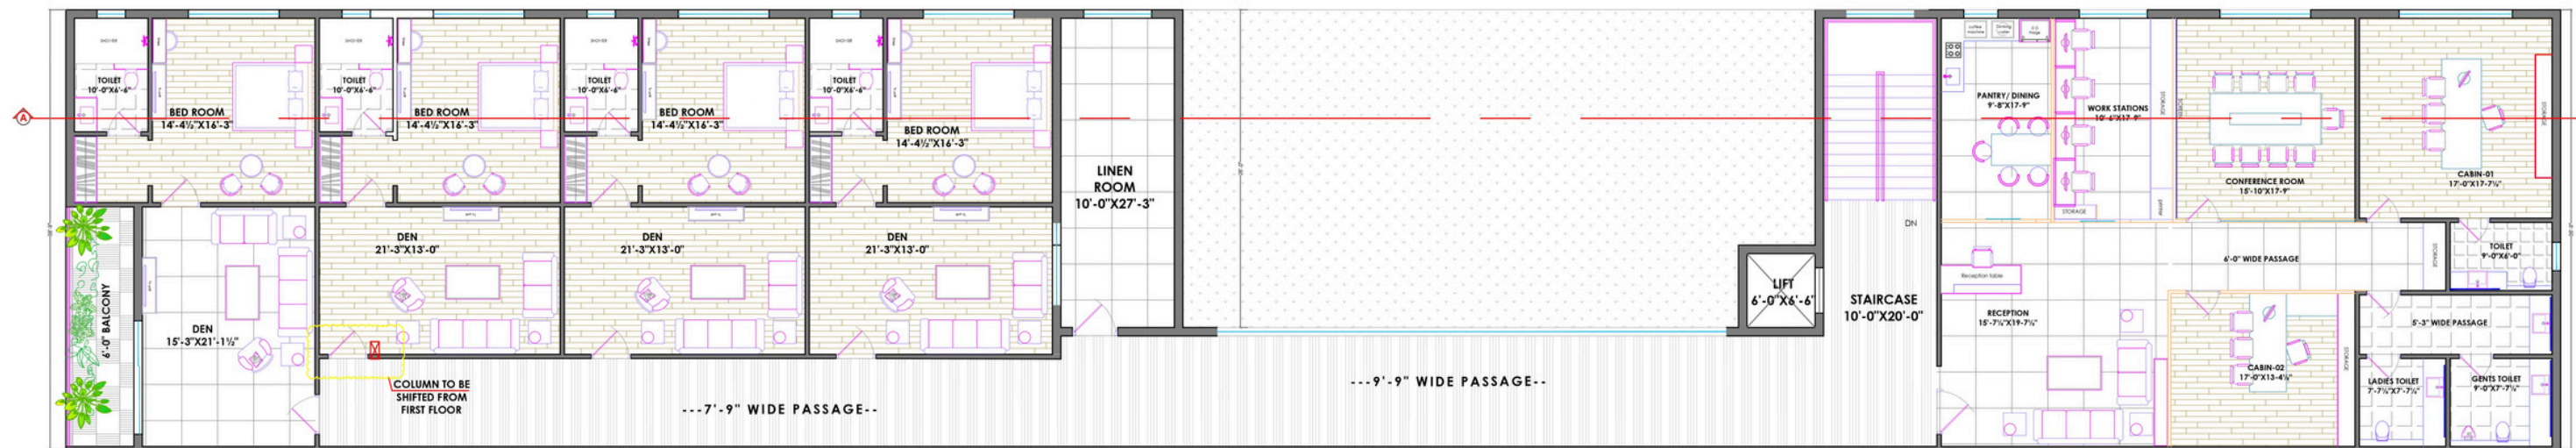 SHOWER
TOILET
10'-0"X6'-6"
BED ROOM
14'-4½"X16'-3"
SHOWER
TOILET
10'-0"X6'-6"
BED ROOM
14'-4½"X16'-3"
SHOWER
TOILET
10'-0"X6'-6"
BED ROOM
14'-4½"X16'-3"
SHOWER
TOILET
10'-0"X6'-6"
BED ROOM
14'-4½"X16'-3"
A
LINEN
ROOM
10'-0"X27'-3"
6'-0" BALCONY
DEN
15'-3"X21'-1½"
DEN
21'-3"X13'-0"
DEN
21'-3"X13'-0"
DEN
21'-3"X13'-0"
COLUMN TO BE
SHIFTED FROM
FIRST FLOOR
---7'-9" WIDE PASSAGE--
---9'-9" WIDE PASSAGE--
LIFT
6'-0"X6'-6"
STAIRCASE
10'-0"X20'-0"
DN
coffee
machine
PANTRY/ DINING
9'-8"X17'-9"
WORK STATIONS
10'-6"X17'-9"
STORAGE
STORAGE
printer
CONFERENCE ROOM
15'-10"X17'-9"
CABIN-01
17'-0"X17-7½"
STORAGE
Reception table
RECEPTION
15'-7½"X19-7½"
6'-0" WIDE PASSAGE
STORAGE
TOILET
9'-0"X6'-0"
5'-3" WIDE PASSAGE
CABIN-02
17'-0"X13-4½"
STORAGE
LADIES TOILET
7'-7½"X7'-7½"
GENTS TOILET
9'-0"X7'-7½"